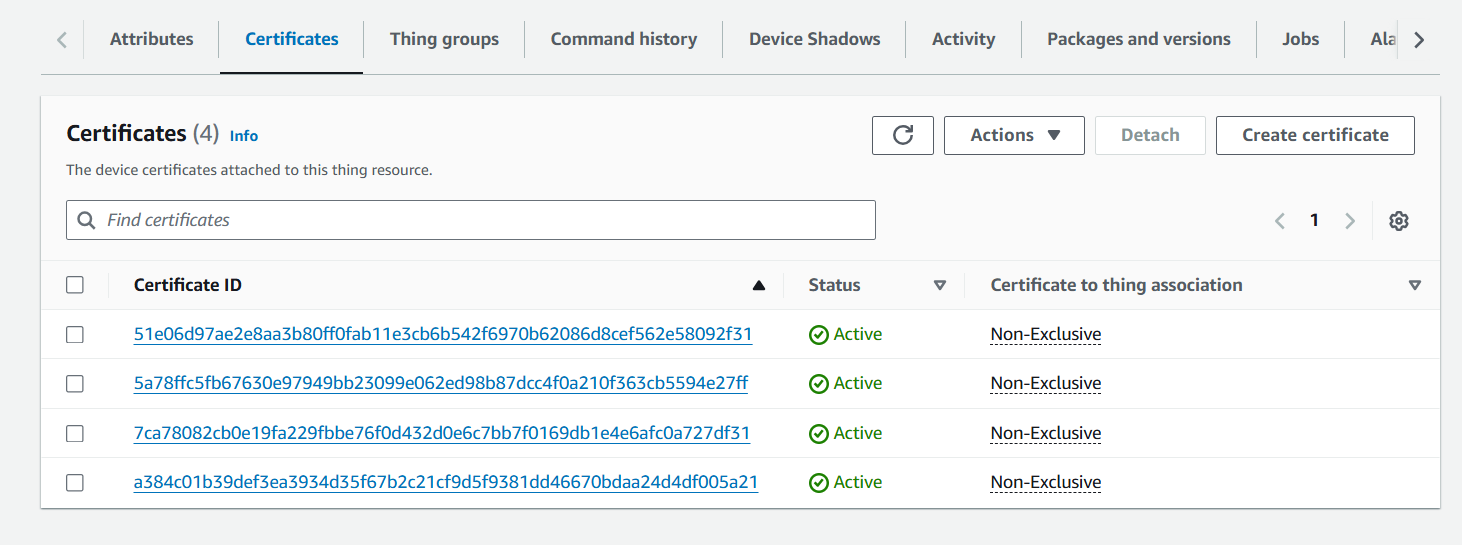 Attributes Certificates Thing groups Command history Device Shadows Activity Packages and versions Jobs Ala
Certificates (4) Info Actions Detach Create certificate
The device certificates attached to this thing resource.
Find certificates 1
Certificate ID Status Certificate to thing association
51e06d97ae2e8aa3b80ff0fab11e3cb6b542f6970b62086d8cef562e58092f31 Active Non-Exclusive
5a78ffc5fb67630e97949bb23099e062ed98b87dcc4f0a210f363cb5594e27ff Active Non-Exclusive
7ca78082cb0e19fa229fbbe76f0d432d0e6c7bb7f0169db1e4e6afc0a727df31 Active Non-Exclusive
a384c01b39def3ea3934d35f67b2c21cf9d5f9381dd46670bdaa24d4df005a21 Active Non-Exclusive